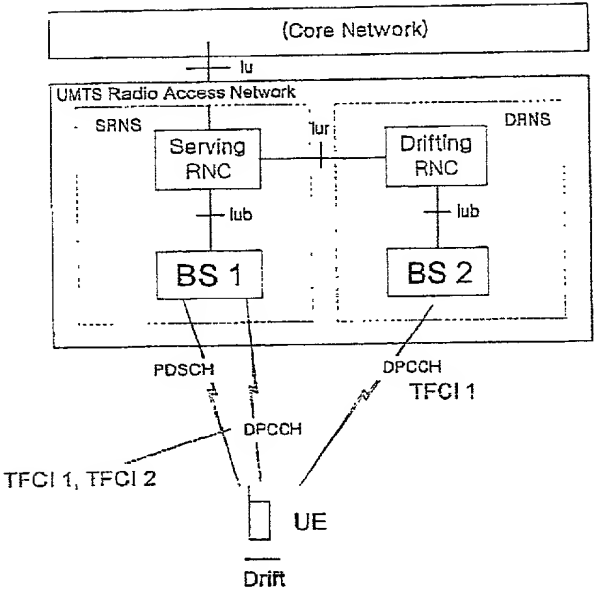 (Core Network)
Iu
UMTS Radio Access Network
SRNS
DRNS
Iur
Serving
RNC
Drifting
RNC
Iub
Iub
BS 1
BS 2
PDSCH
DPCCH
TFCI 1
DPCCH
TFCI 1, TFCI 2
UE
Drift